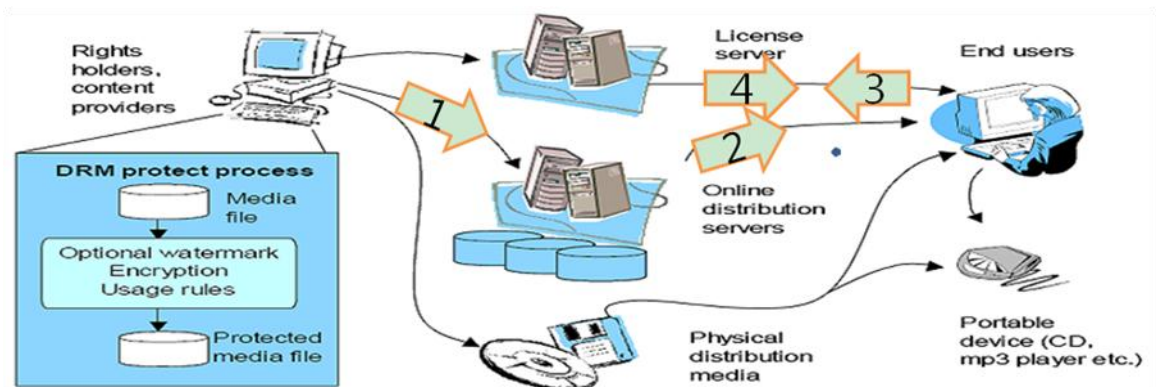 Rights
holders,
content
providers
License
server
End users
1
4
3
2
DRM protect process
Media
file
Optional watermark
Encryption
Usage rules
Protected
media file
Online
distribution
servers
Physical
distribution
media
Portable
device (CD,
mp3 player etc.)